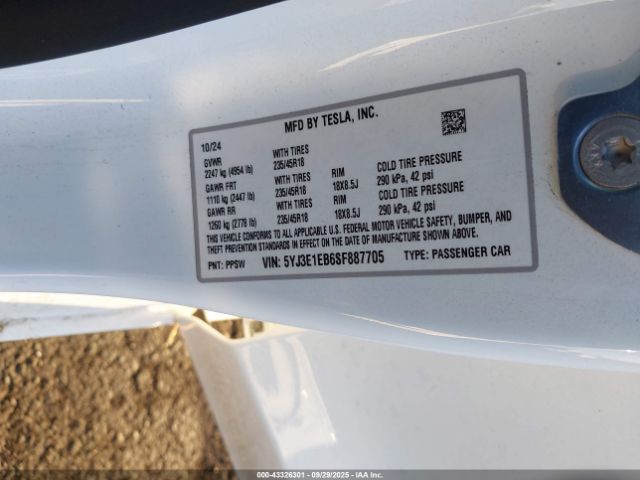 MFD BY TESLA, INC.
10/24
GVWR WITH TIRES
2247 kg (4954 lb) 235/45R18
GAWR FRT WITH TIRES RIM COLD TIRE PRESSURE
1110 kg (2447 lb) 235/45R18 18X8.5J 290 kPa, 42 psi
GAWR RR WITH TIRES RIM COLD TIRE PRESSURE
1260 kg (2778 lb) 235/45R18 18X8.5J 290 kPa, 42 psi
THIS VEHICLE CONFORMS TO ALL APPLICABLE U.S. FEDERAL MOTOR VEHICLE SAFETY, BUMPER, AND
THEFT PREVENTION STANDARDS IN EFFECT ON THE DATE OF MANUFACTURE SHOWN ABOVE.
PNT: PPSW VIN: 5YJ3E1EB6SF887705 TYPE: PASSENGER CAR
000-43326301 - 09/29/2025 - IAA Inc.